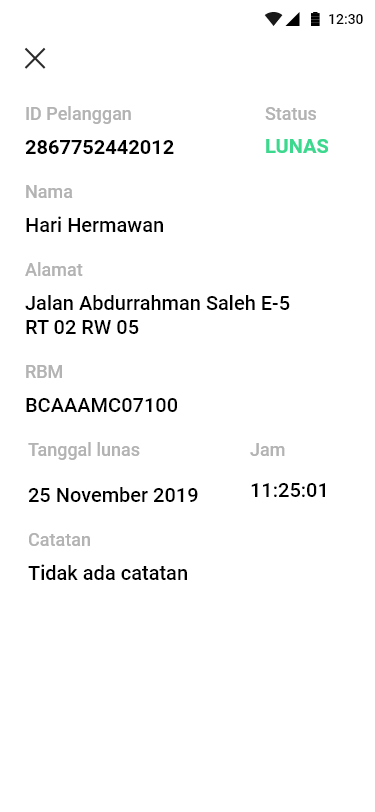 12:30
ID Pelanggan Status
2867752442012 LUNAS
Nama
Hari Hermawan
Alamat
Jalan Abdurrahman Saleh E-5
RT 02 RW 05
RBM
BCAAAMC07100
Tanggal lunas Jam
25 November 2019 11:25:01
Catatan
Tidak ada catatan